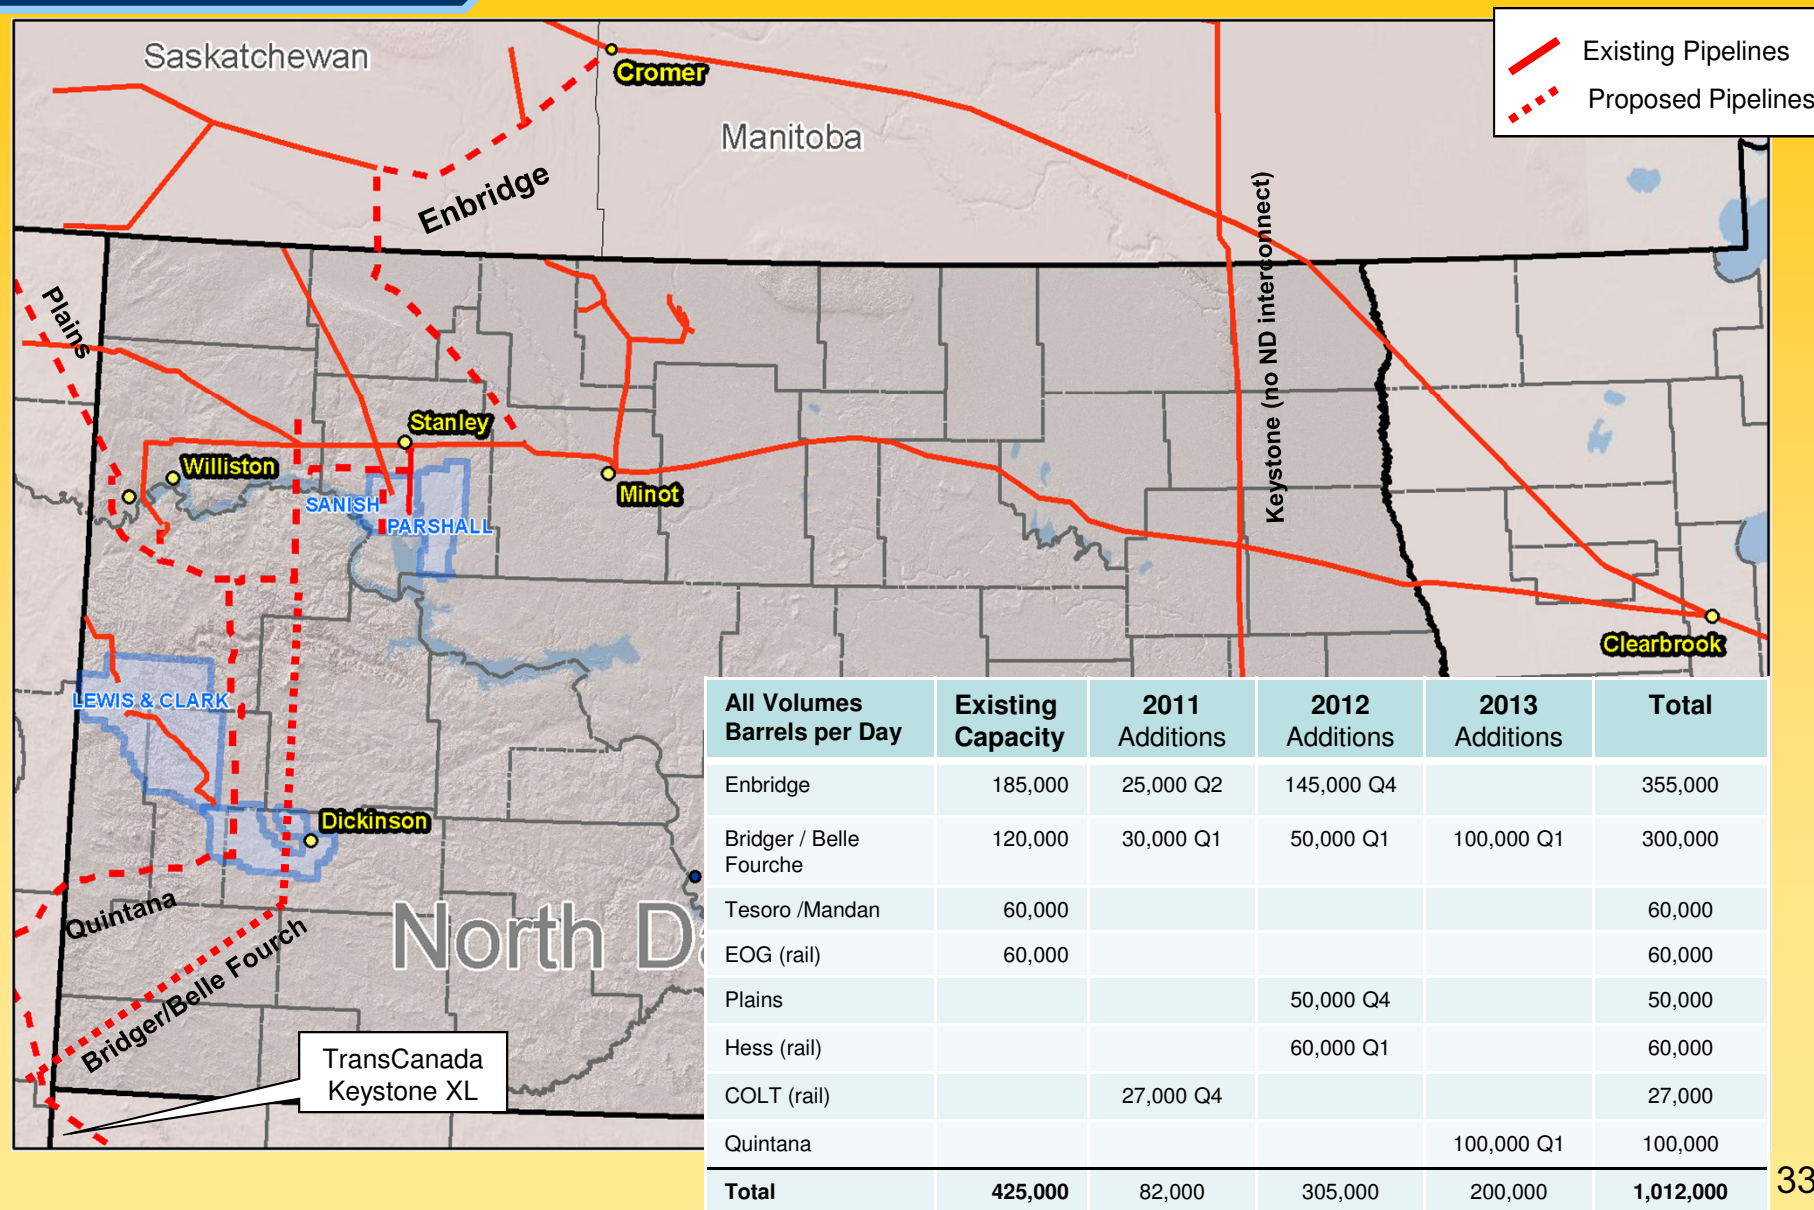 Existing Pipelines
Proposed Pipelines
Saskatchewan
Cromer
Manitoba
Enbridge
Keystone (no ND interconnect)
Plains
Stanley
Williston
Minot
SANISH
PARSHALL
Clearbrook
LEWIS & CLARK
Dickinson
Quintana
North D
Bridger/Belle Fourch
TransCanada
Keystone XL
All Volumes Barrels per Day | Existing Capacity | 2011 Additions | 2012 Additions | 2013 Additions | Total
Enbridge 185,000 25,000 Q2 145,000 Q4 355,000
Bridger / Belle Fourche 120,000 30,000 Q1 50,000 Q1 100,000 Q1 300,000
Tesoro /Mandan 60,000 60,000
EOG (rail) 60,000 60,000
Plains 50,000 Q4 50,000
Hess (rail) 60,000 Q1 60,000
COLT (rail) 27,000 Q4 27,000
Quintana 100,000 Q1 100,000
Total 425,000 82,000 305,000 200,000 1,012,000
33